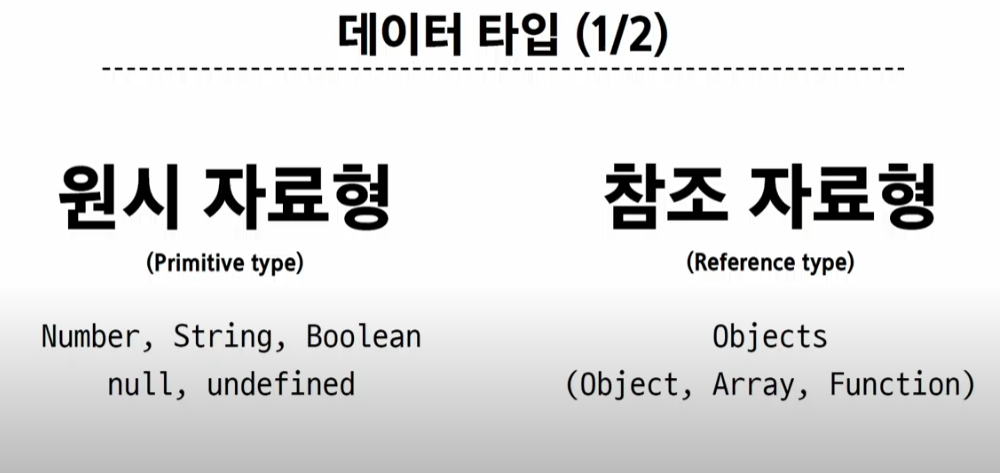 데이터 타입 (1/2)
원시 자료형
(Primitive type)
Number, String, Boolean
null, undefined
참조 자료형
(Reference type)
Objects
(Object, Array, Function)